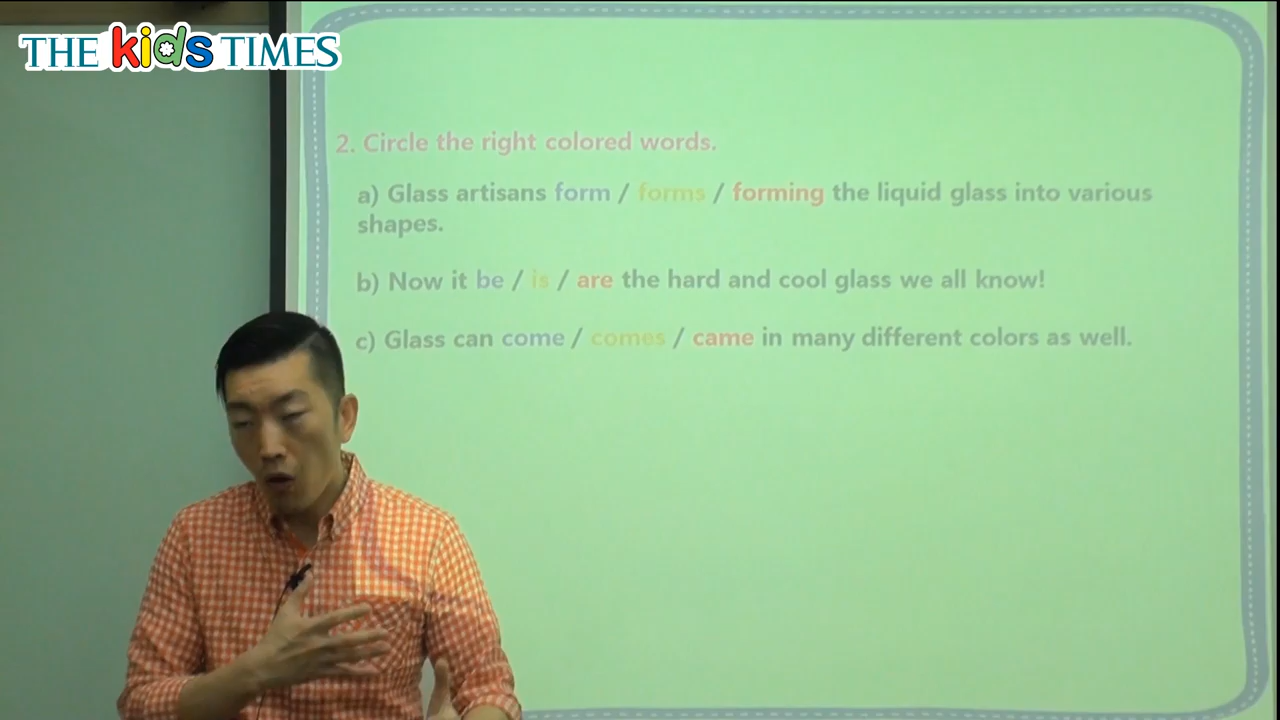 THE kids TIMES
2. Circle the right colored words.
a) Glass artisans form / forms / forming the liquid glass into various
shapes.
b) Now it be / is / are the hard and cool glass we all know!
c) Glass can come / comes / came in many different colors as well.